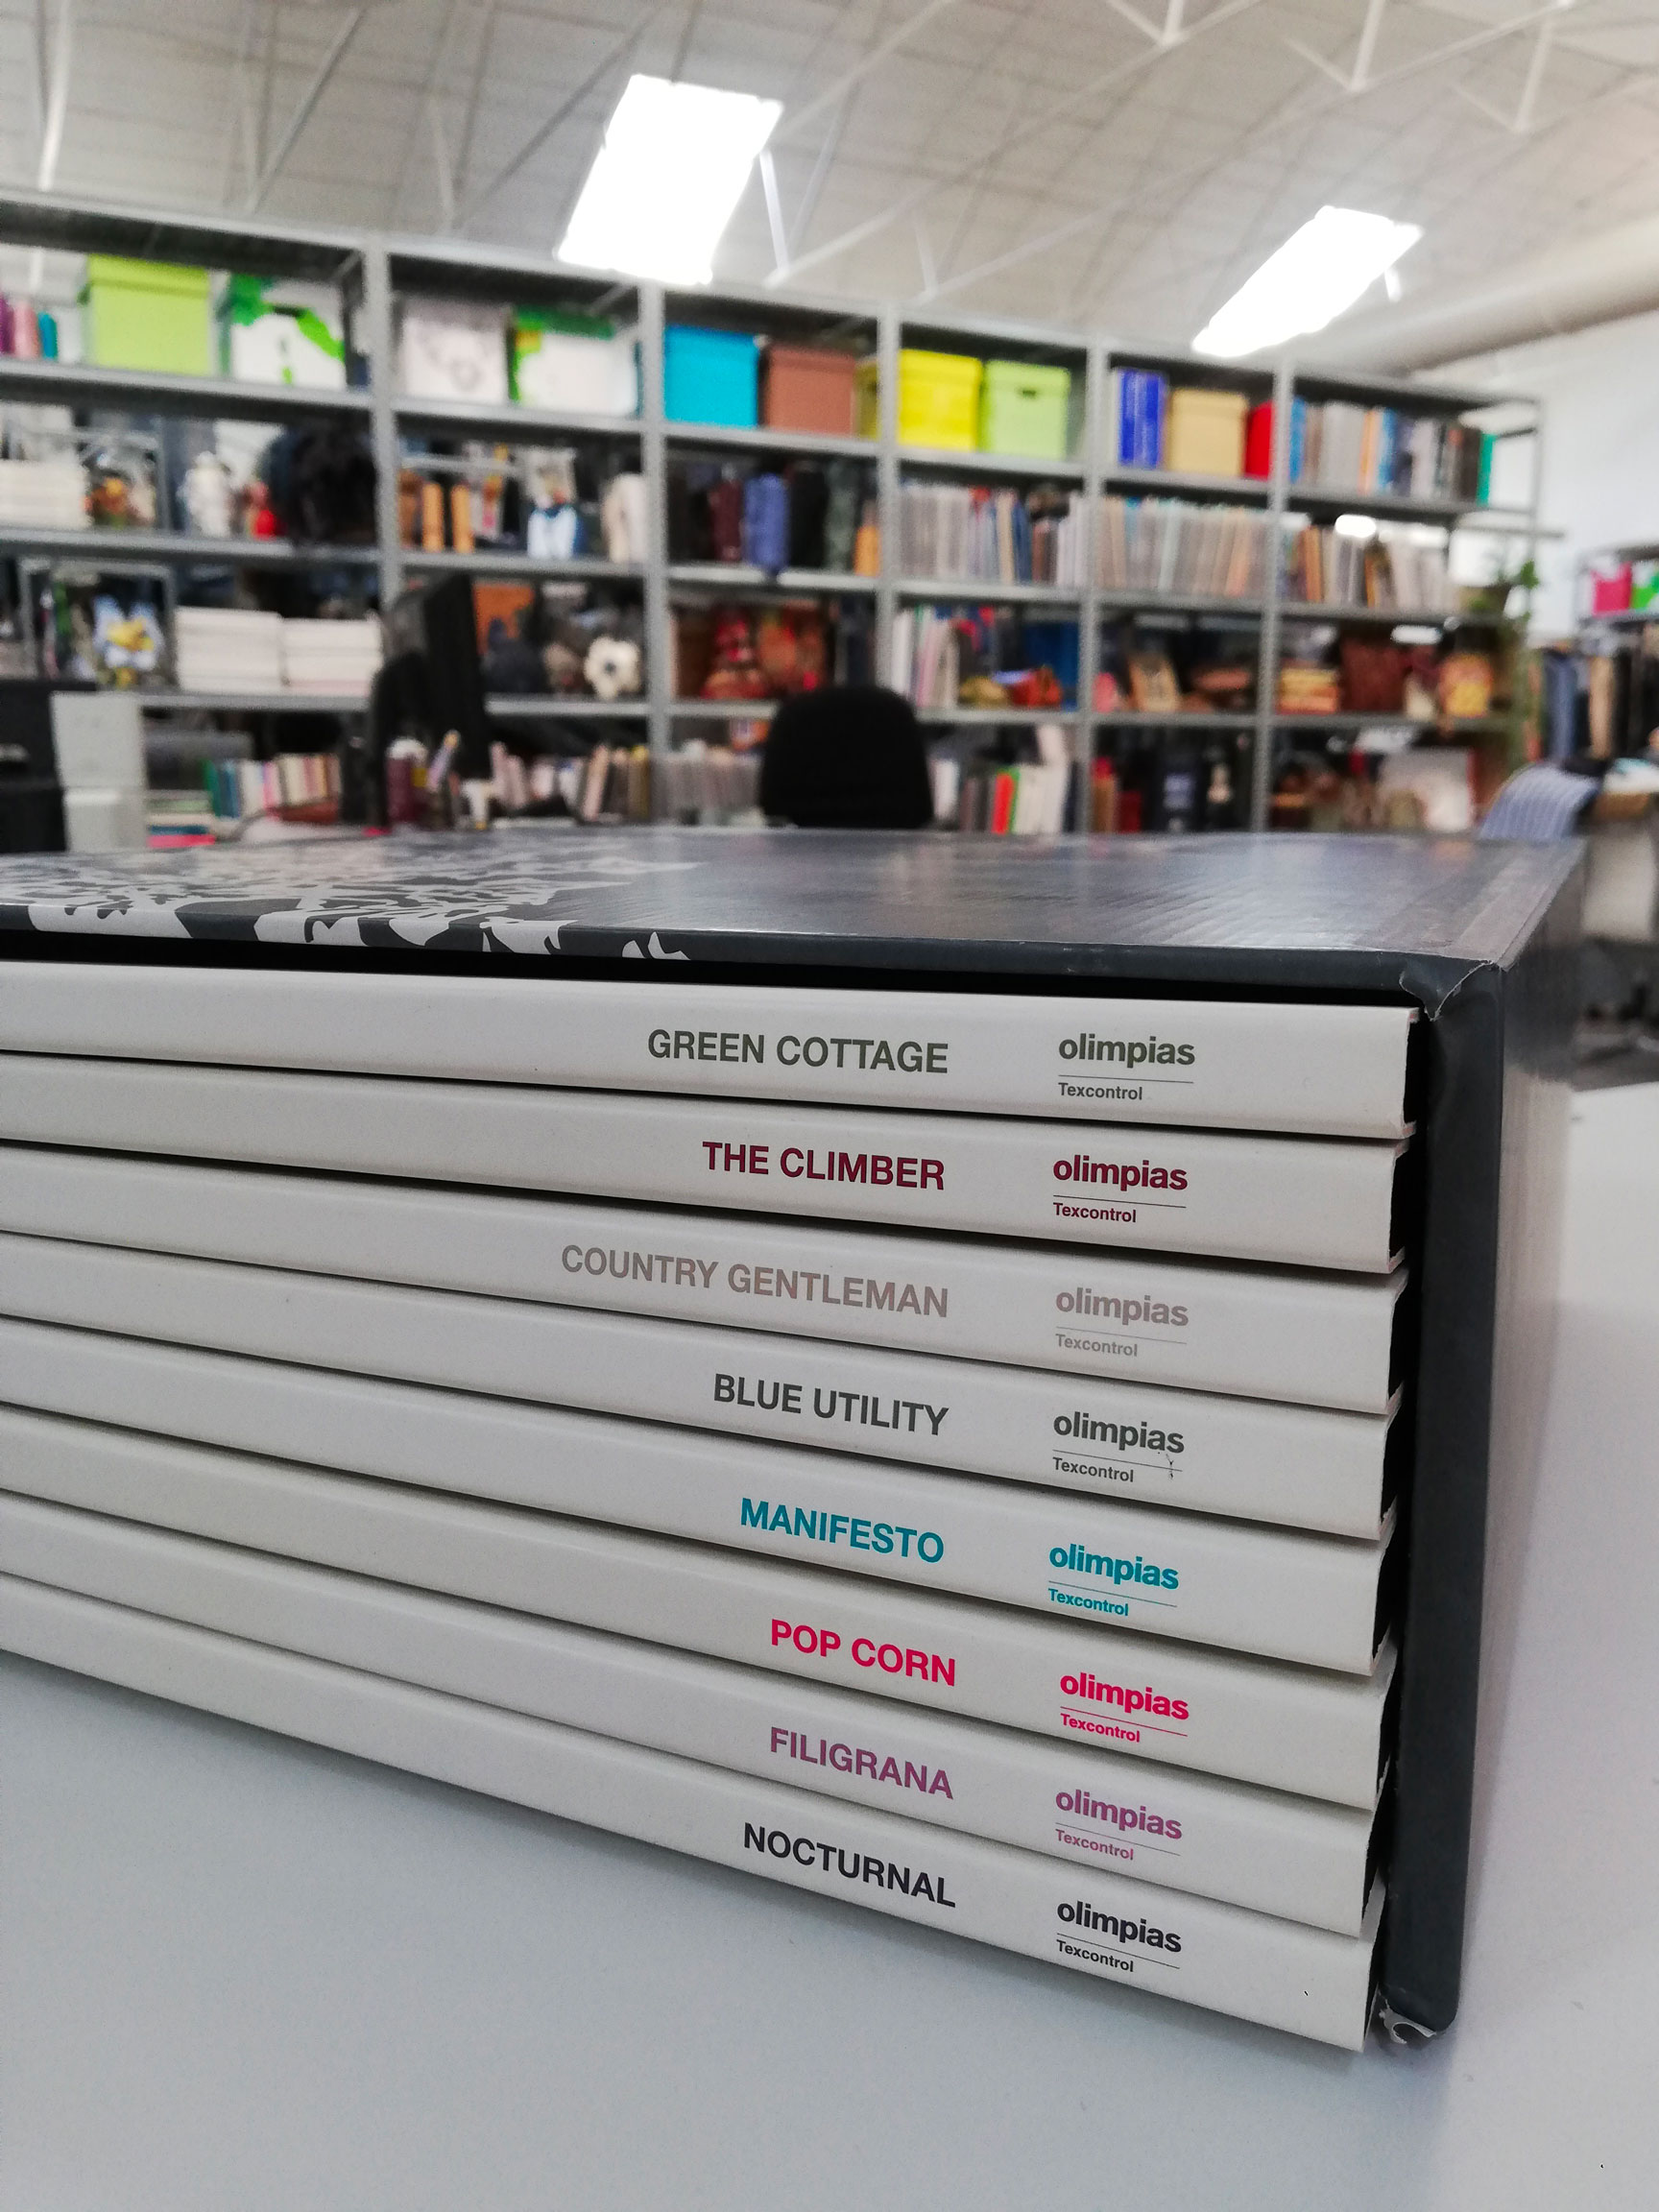 GREEN COTTAGE olimpias
Texcontrol
THE CLIMBER olimpias
Texcontrol
COUNTRY GENTLEMAN olimpias
Texcontrol
BLUE UTILITY olimpias
Texcontrol
MANIFESTO olimpias
Texcontrol
POP CORN olimpias
Texcontrol
FILIGRANA olimpias
Texcontrol
NOCTURNAL olimpias
Texcontrol